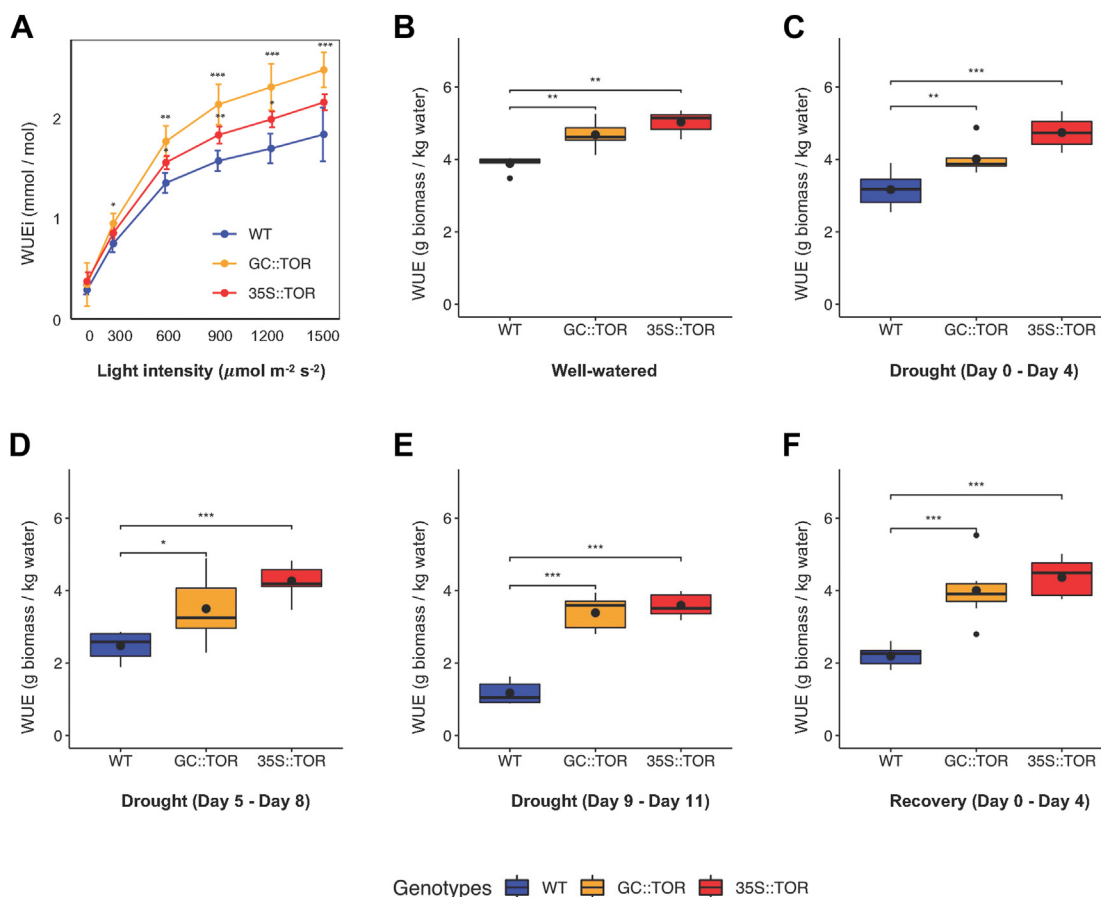 A
WUEi (mmol / mol)
2
1
0
***
***
***
**
**
*
*
*
WT
GC::TOR
35S::TOR
0 300 600 900 1200 1500
Light intensity (μmol m⁻² s⁻²)
B
WUE (g biomass / kg water)
6
4
2
0
**
**
WT GC::TOR 35S::TOR
Well-watered
C
WUE (g biomass / kg water)
6
4
2
0
***
**
WT GC::TOR 35S::TOR
Drought (Day 0 - Day 4)
D
WUE (g biomass / kg water)
6
4
2
0
***
*
WT GC::TOR 35S::TOR
Drought (Day 5 - Day 8)
E
WUE (g biomass / kg water)
6
4
2
0
***
***
WT GC::TOR 35S::TOR
Drought (Day 9 - Day 11)
F
WUE (g biomass / kg water)
6
4
2
0
***
***
WT GC::TOR 35S::TOR
Recovery (Day 0 - Day 4)
Genotypes WT GC::TOR 35S::TOR